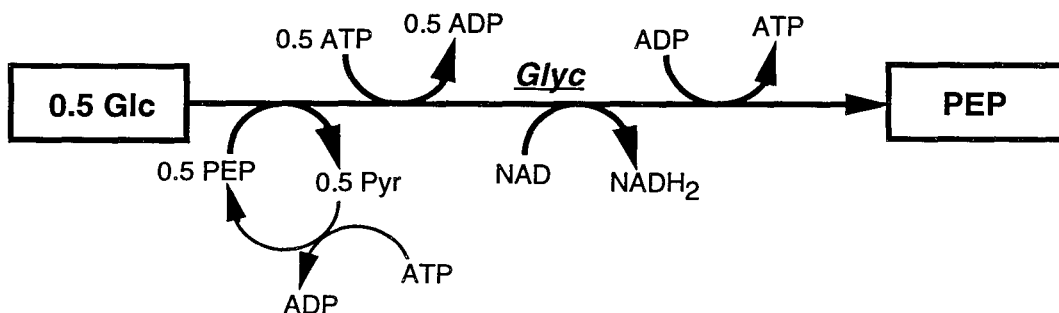 0.5 ATP
0.5 ADP
ADP
ATP
Glyc
0.5 Glc
PEP
0.5 PEP
0.5 Pyr
NAD
NADH2
ATP
ADP